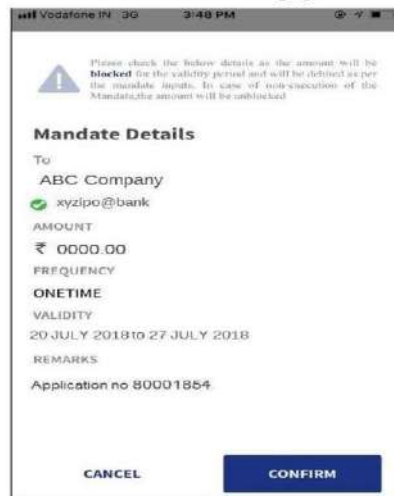 Vodafone IN 3G 3:48 PM
Please check the below details as the amount will be
blocked for the validity period and will be debited as per
the mandate inputs. In case of non-execution of the
Mandate,the amount will be unblocked
Mandate Details
To
ABC Company
xyzipo@bank
AMOUNT
₹ 0000.00
FREQUENCY
ONETIME
VALIDITY
20 JULY 2018 to 27 JULY 2018
REMARKS
Application no 80001854
CANCEL CONFIRM